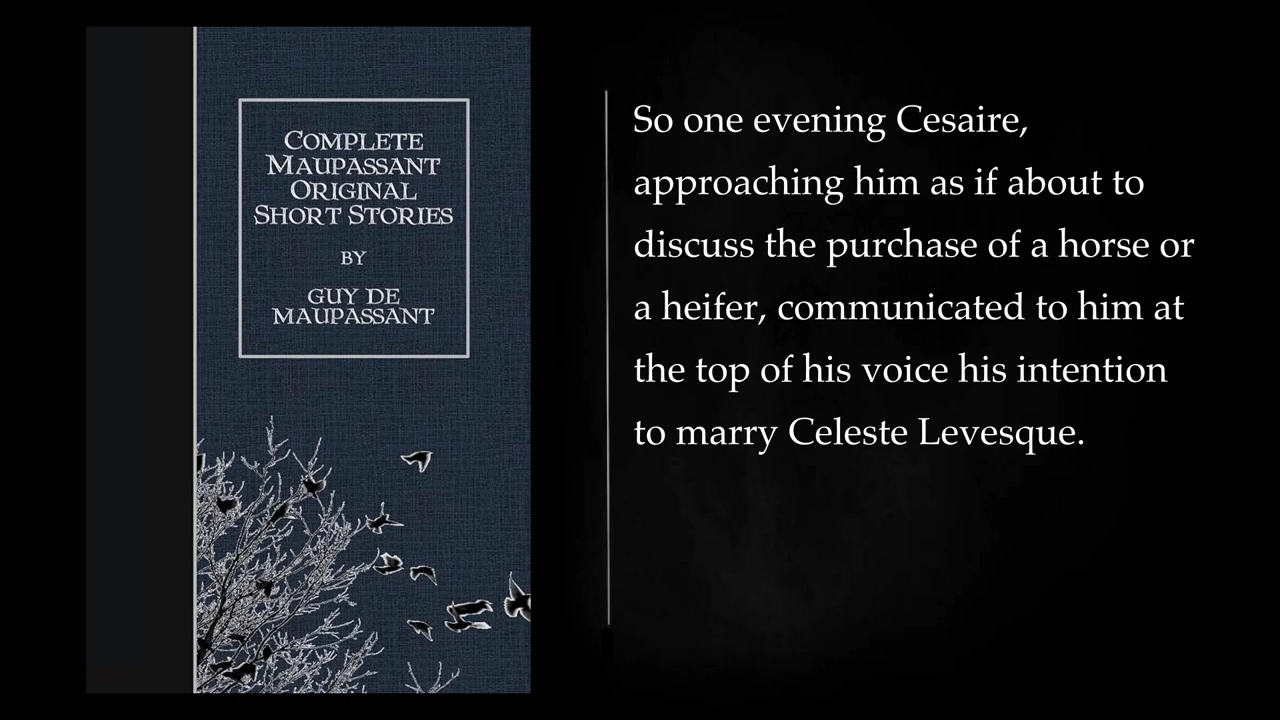 COMPLETE
MAUPASSANT
ORIGINAL
SHORT STORIES
BY
GUY DE
MAUPASSANT
So one evening Cesaire,
approaching him as if about to
discuss the purchase of a horse or
a heifer, communicated to him at
the top of his voice his intention
to marry Celeste Levesque.